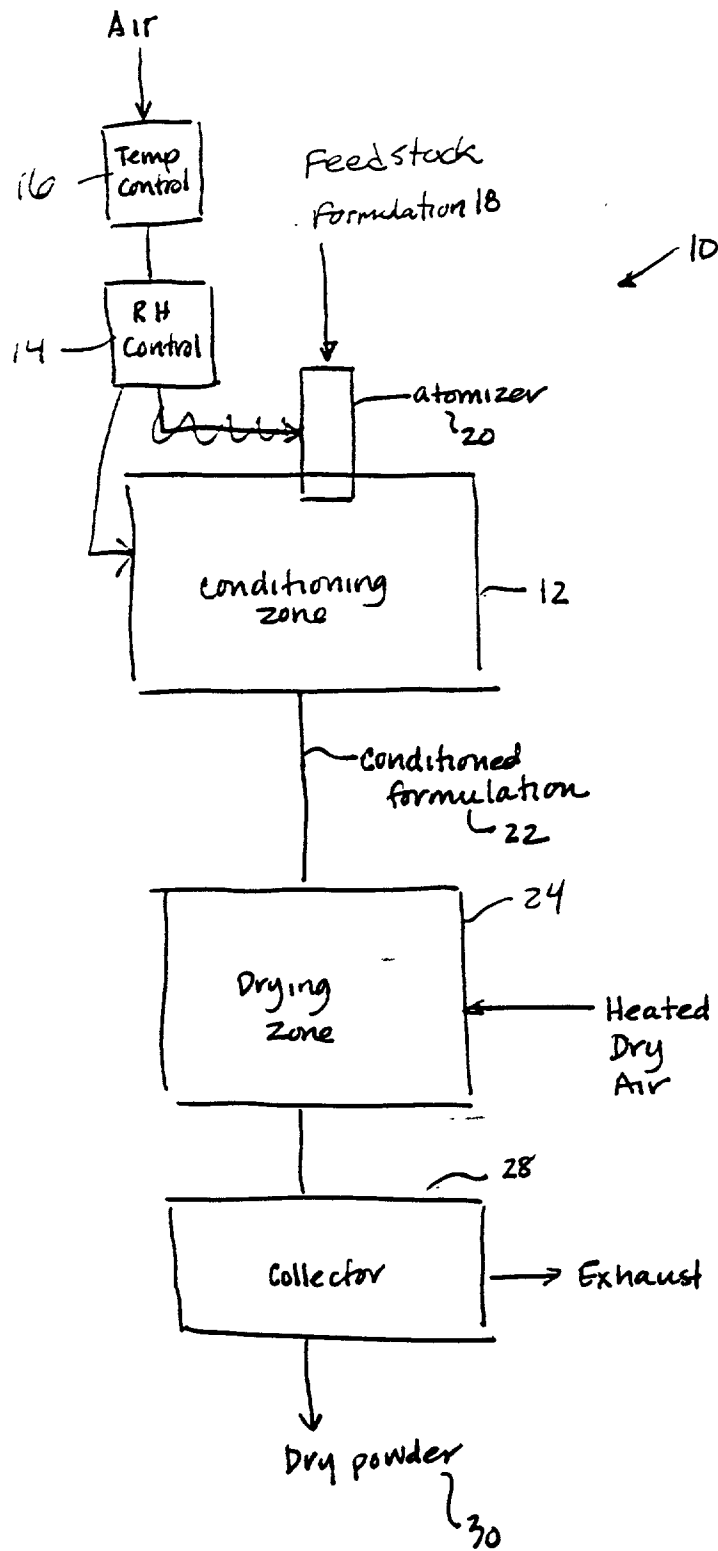 Air
Temp
Control
16
Feedstock
Formulation 18
10
RH
Control
14
atomizer
20
Conditioning
zone
12
Conditioned
formulation
22
24
Drying
zone
Heated
Dry
Air
28
Collector
Exhaust
Dry powder
30